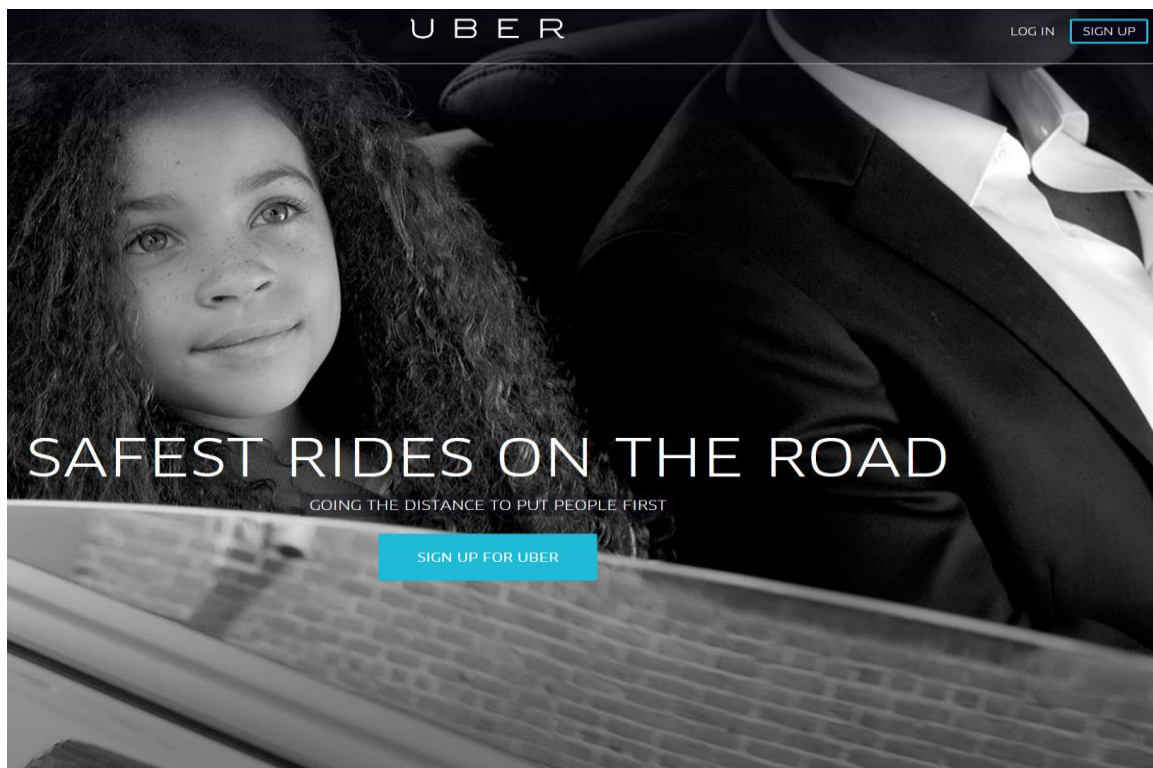 UBER
LOG IN
SIGN UP
SAFEST RIDES ON THE ROAD
GOING THE DISTANCE TO PUT PEOPLE FIRST
SIGN UP FOR UBER